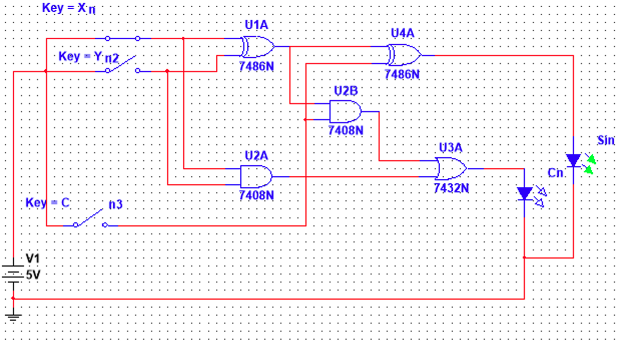 Key = X n
U1A
U4A
Key = Y n2
7486N
7486N
U2B
7408N
Sin
U2A
U3A
Cn
7408N
7432N
Key = C
n3
V1
5V